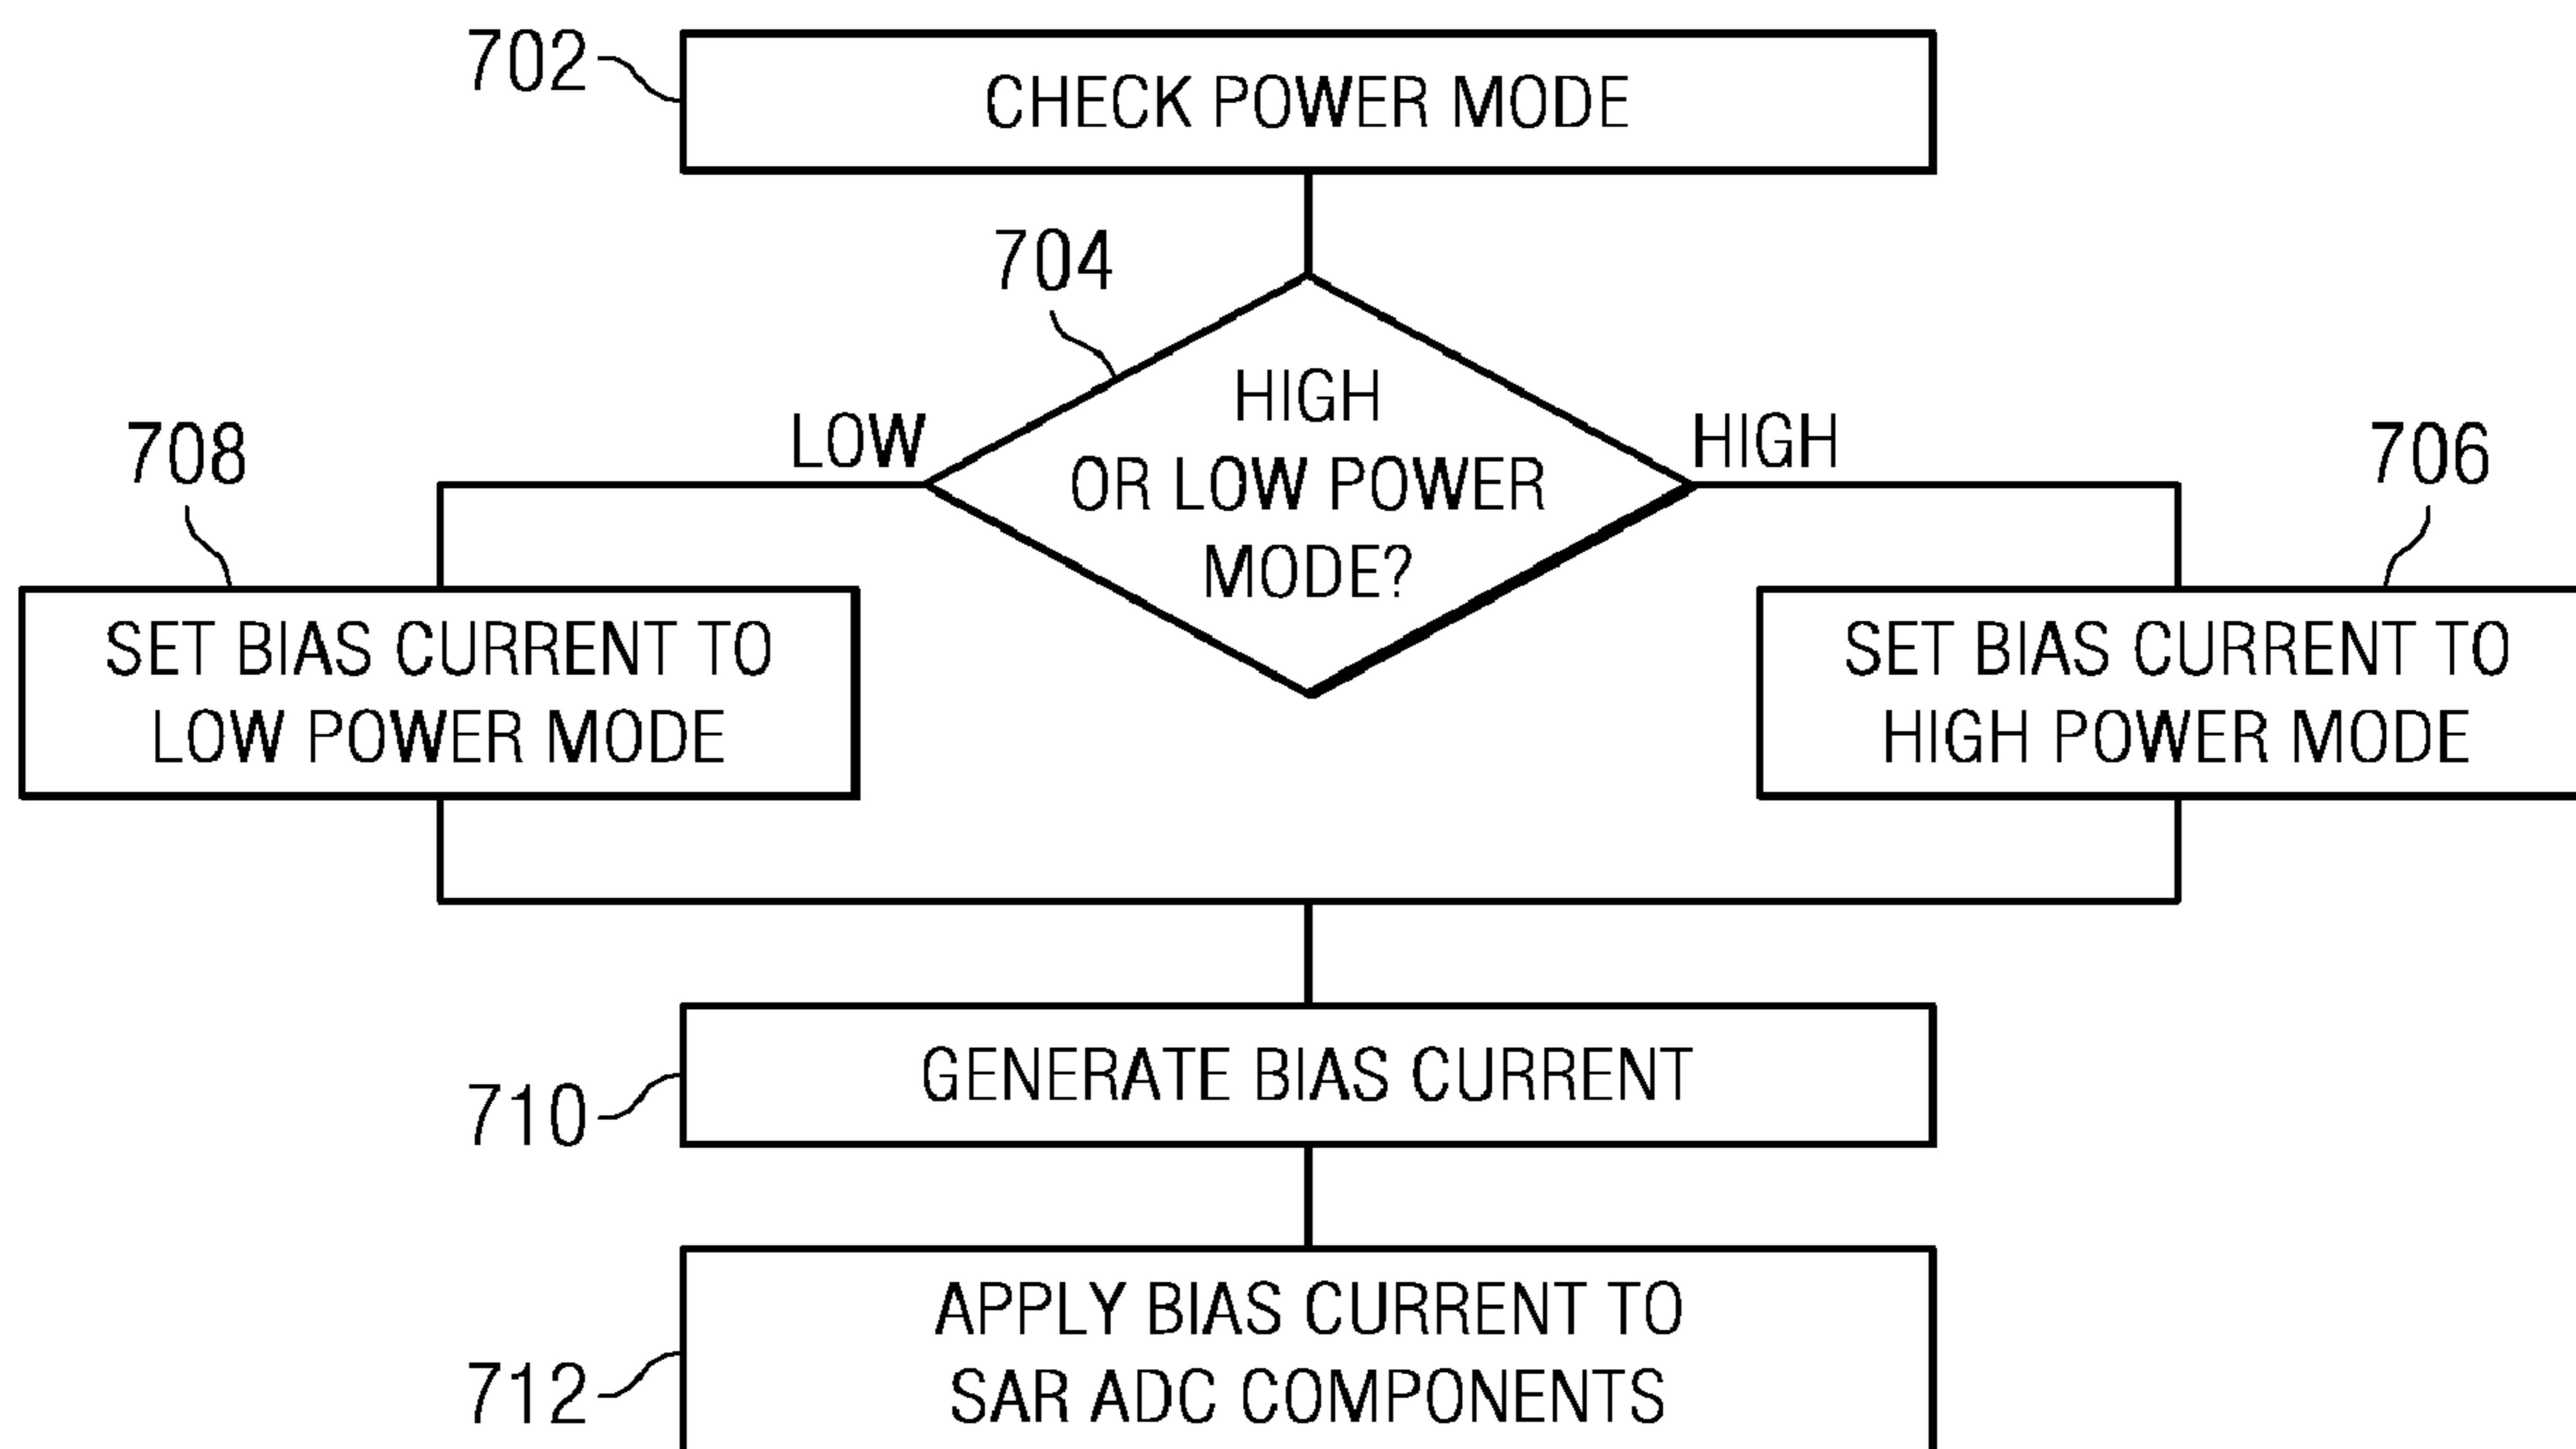 702
CHECK POWER MODE
704
HIGH
OR LOW POWER
MODE?
LOW
HIGH
708
706
SET BIAS CURRENT TO
LOW POWER MODE
SET BIAS CURRENT TO
HIGH POWER MODE
710
GENERATE BIAS CURRENT
712
APPLY BIAS CURRENT TO
SAR ADC COMPONENTS